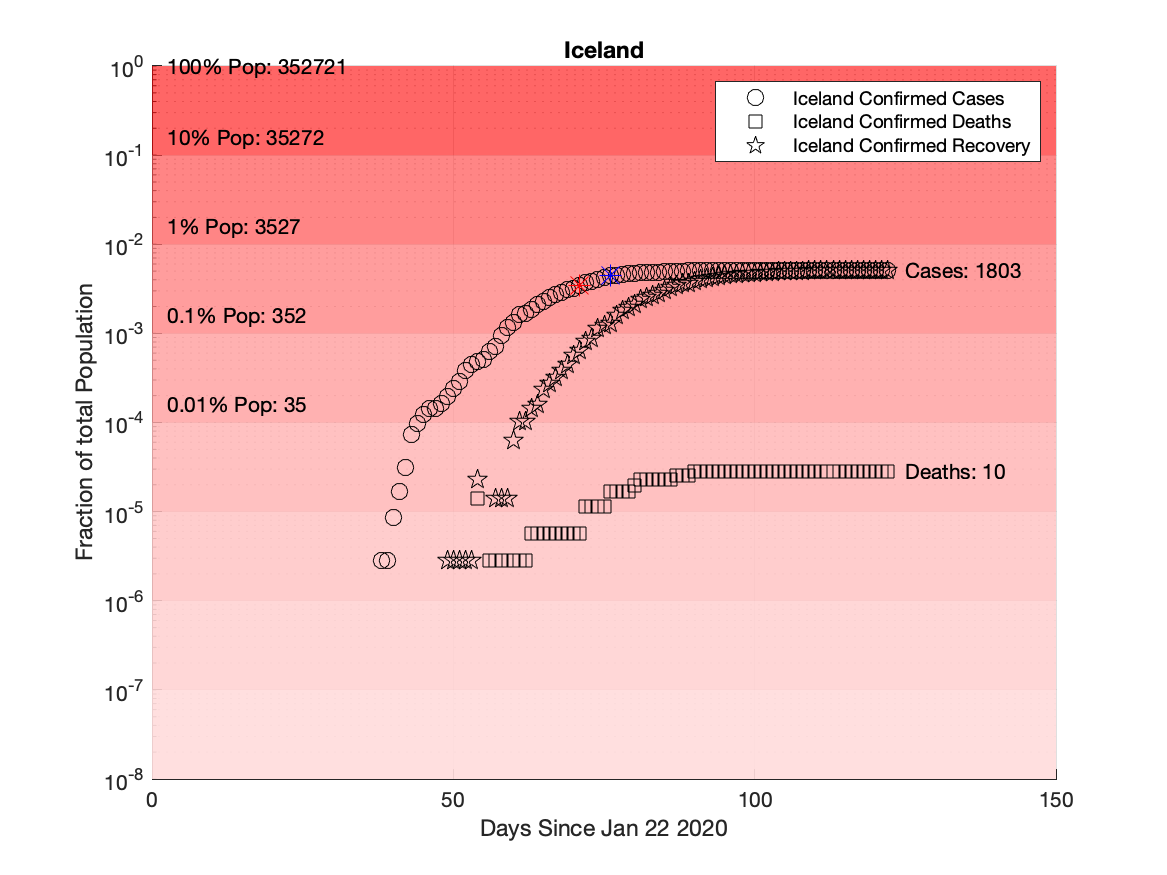 Iceland
10^0
100% Pop: 352721
Iceland Confirmed Cases
Iceland Confirmed Deaths
Iceland Confirmed Recovery
10% Pop: 35272
10^-1
1% Pop: 3527
10^-2
Cases: 1803
0.1% Pop: 352
10^-3
0.01% Pop: 35
10^-4
Deaths: 10
10^-5
10^-6
10^-7
10^-8
Fraction of total Population
0 50 100 150
Days Since Jan 22 2020